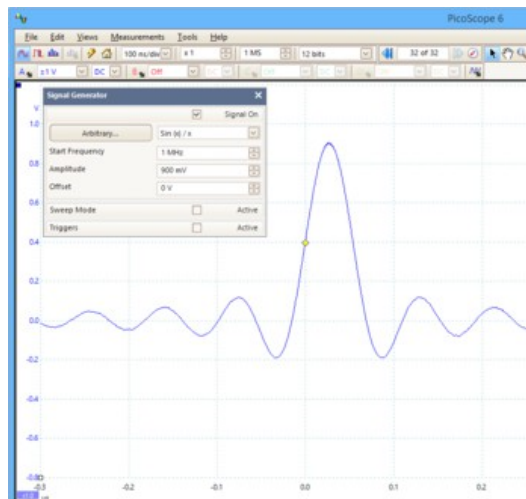 PicoScope
File Edit Views Measurements Tools Help
100 ns/div x 1 1 MS 12 bits 32 of 32
A ±1 V DC B Off
Signal Generator
Signal On
Arbitrary... Sin (x) / x
Start Frequency 1 MHz
Amplitude 900 mV
Offset 0 V
Sweep Mode Active
Triggers Active
V
1.0
0.8
0.6
0.4
0.2
0.0
-0.2
-0.4
-0.6
-0.8
-0.3 -0.2 -0.1 0.0 0.1 0.2